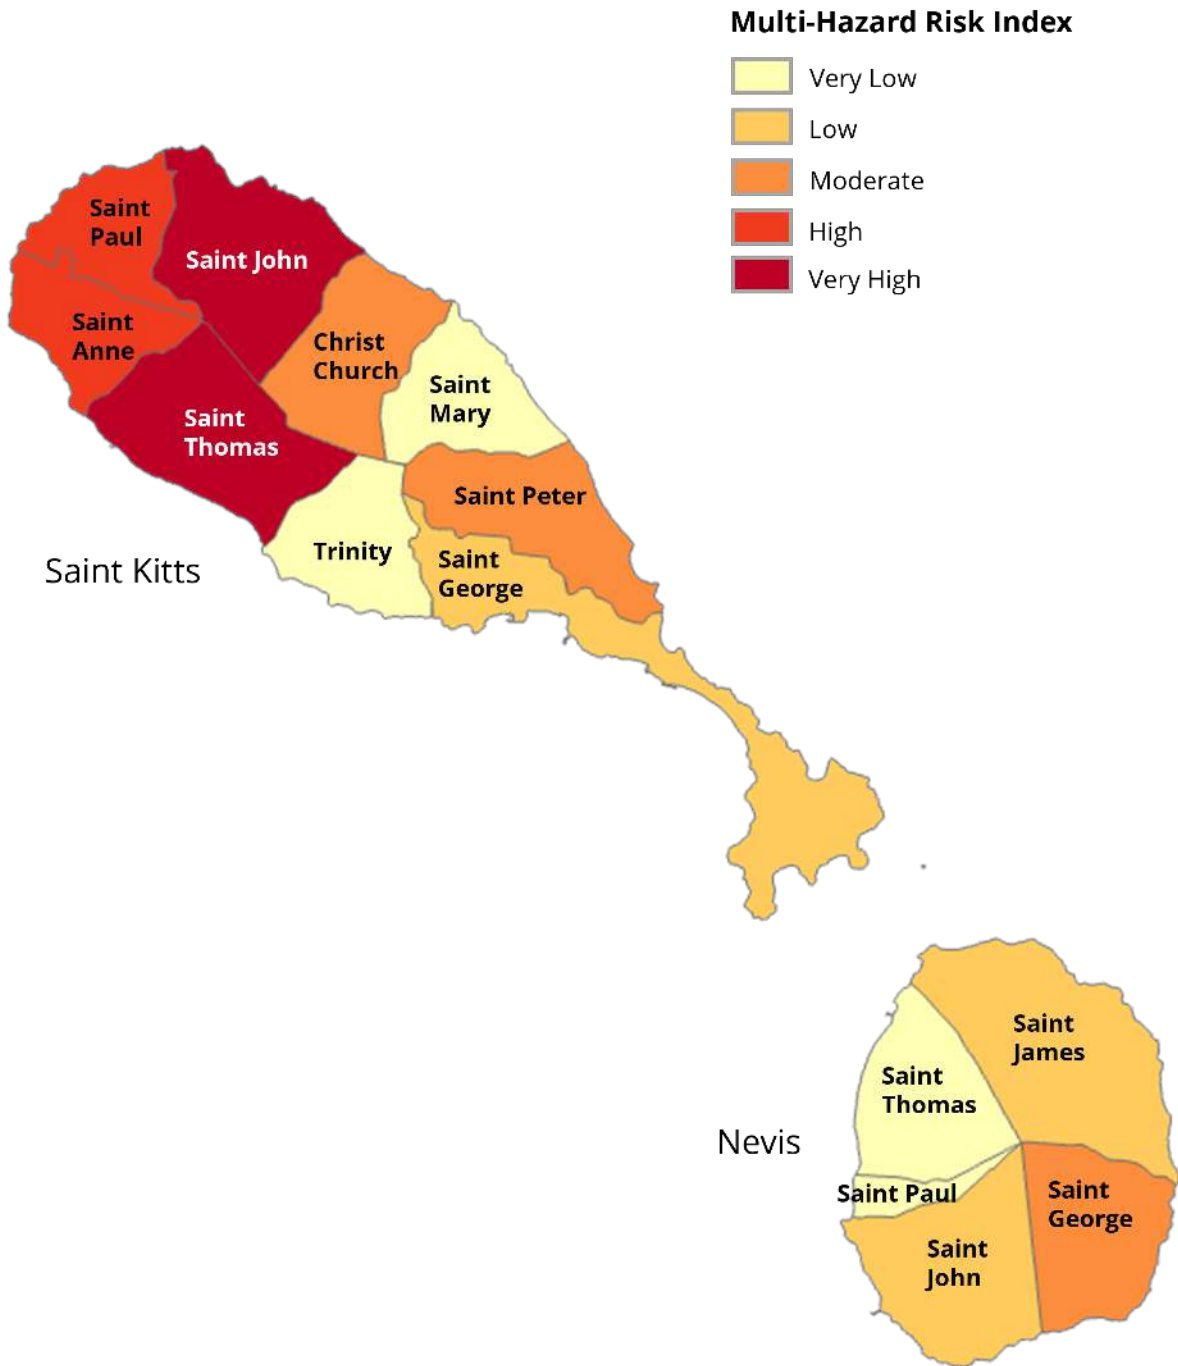 Multi-Hazard Risk Index
Very Low
Low
Moderate
High
Very High
Saint
Paul
Saint John
Saint
Anne
Christ
Church
Saint
Mary
Saint
Thomas
Saint Peter
Trinity
Saint
George
Saint Kitts
Saint
James
Saint
Thomas
Nevis
Saint Paul
Saint
George
Saint
John